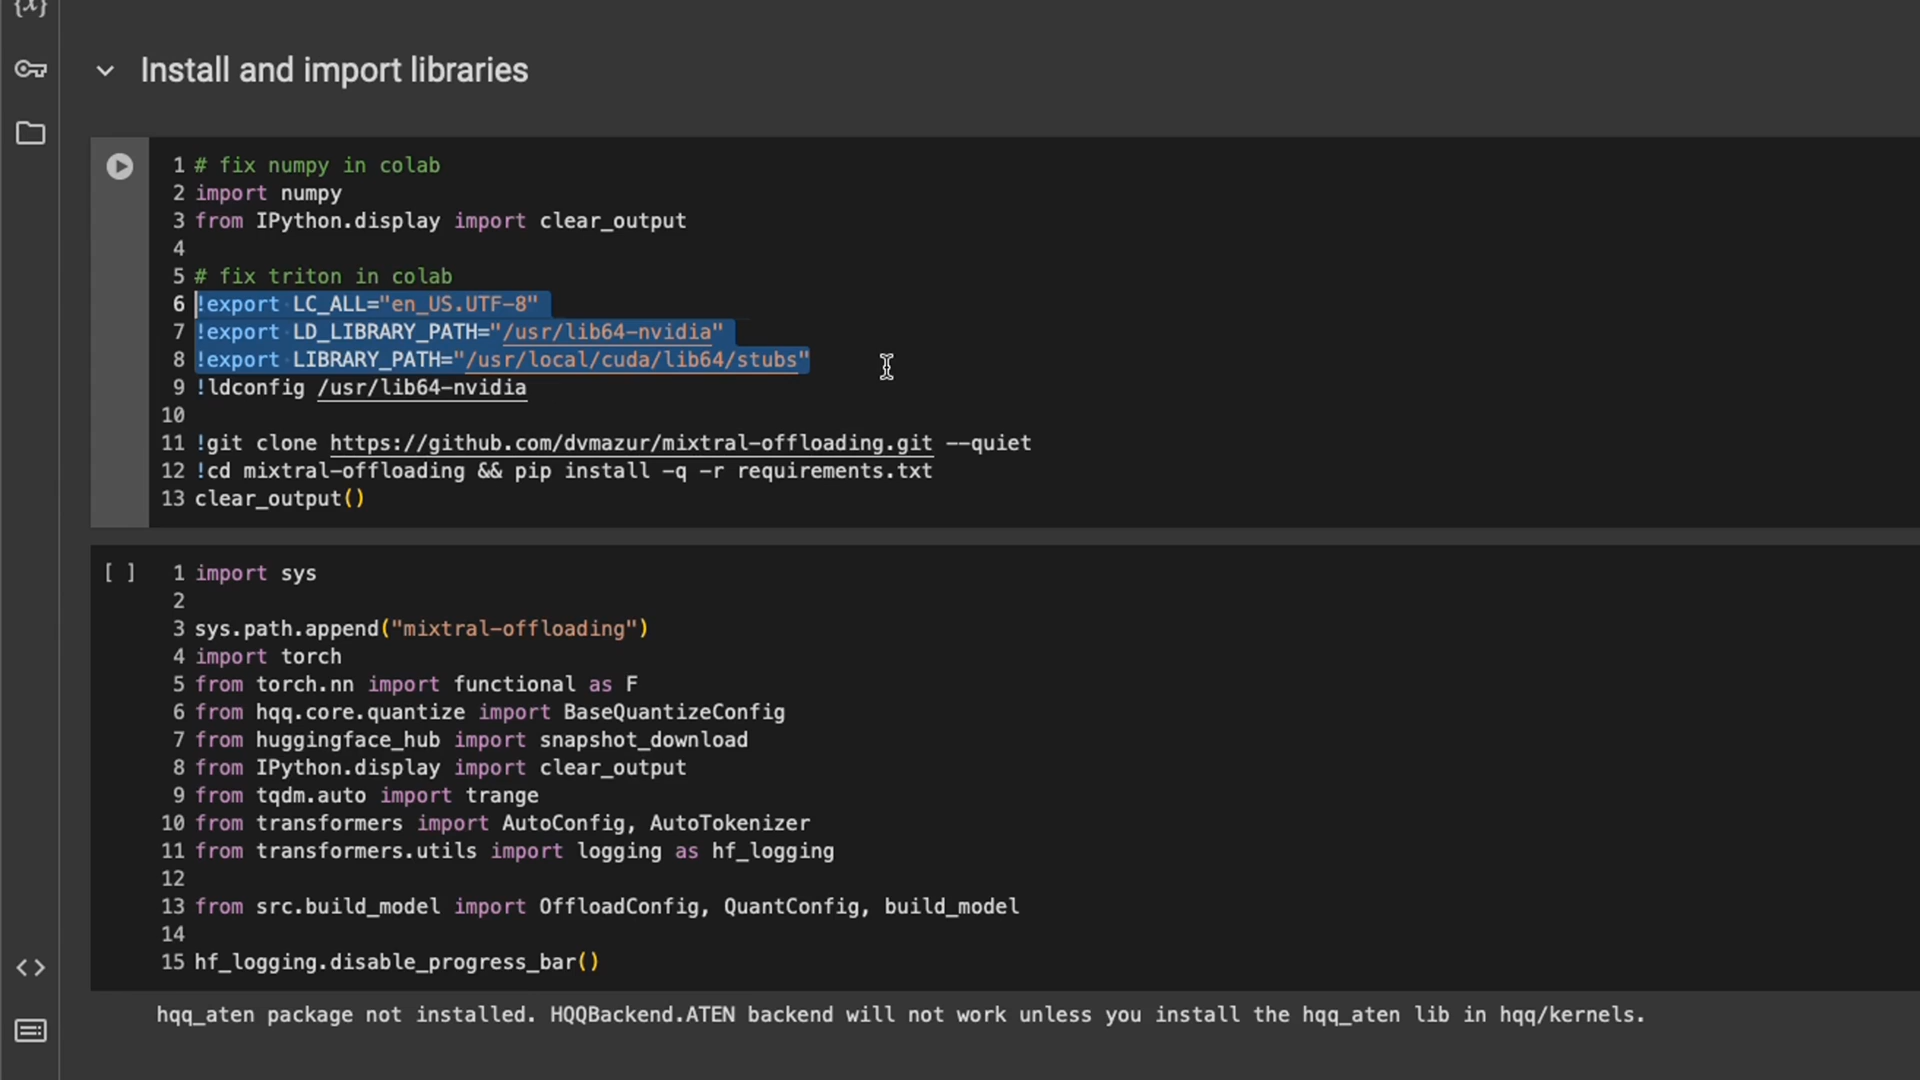 {x}
Install and import libraries
1 # fix numpy in colab
2 import numpy
3 from IPython.display import clear_output
4
5 # fix triton in colab
6 !export LC_ALL="en_US.UTF-8"
7 !export LD_LIBRARY_PATH="/usr/lib64-nvidia"
8 !export LIBRARY_PATH="/usr/local/cuda/lib64/stubs"
9 !ldconfig /usr/lib64-nvidia
10
11 !git clone https://github.com/dvmazur/mixtral-offloading.git --quiet
12 !cd mixtral-offloading && pip install -q -r requirements.txt
13 clear_output()
[ ] 1 import sys
2
3 sys.path.append("mixtral-offloading")
4 import torch
5 from torch.nn import functional as F
6 from hqq.core.quantize import BaseQuantizeConfig
7 from huggingface_hub import snapshot_download
8 from IPython.display import clear_output
9 from tqdm.auto import trange
10 from transformers import AutoConfig, AutoTokenizer
11 from transformers.utils import logging as hf_logging
12
13 from src.build_model import OffloadConfig, QuantConfig, build_model
14
15 hf_logging.disable_progress_bar()
hqq_aten package not installed. HQQBackend.ATEN backend will not work unless you install the hqq_aten lib in hqq/kernels.